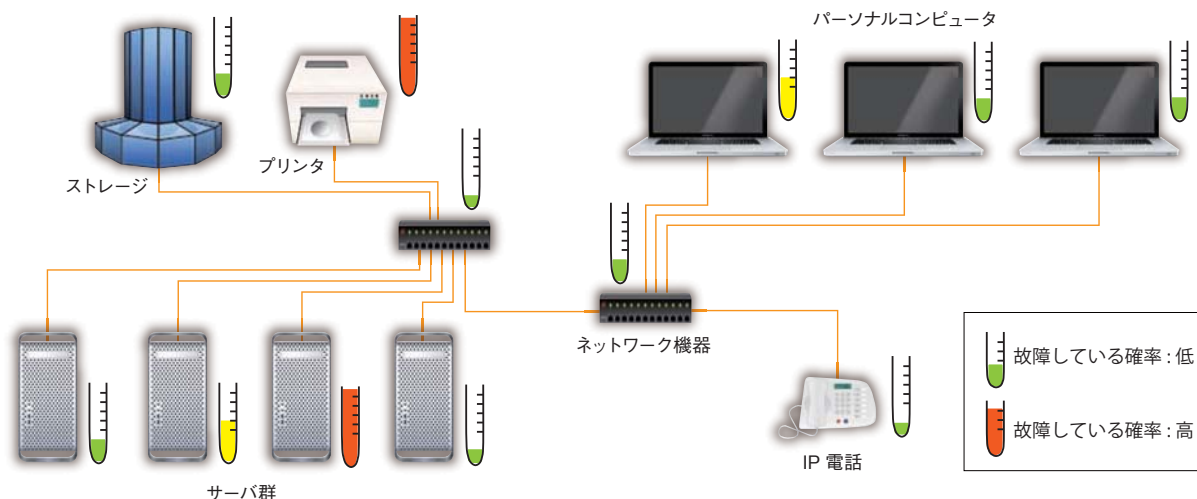 パーソナルコンピュータ
プリンタ
ストレージ
ネットワーク機器
故障している確率：低
故障している確率：高
IP 電話
サーバ群